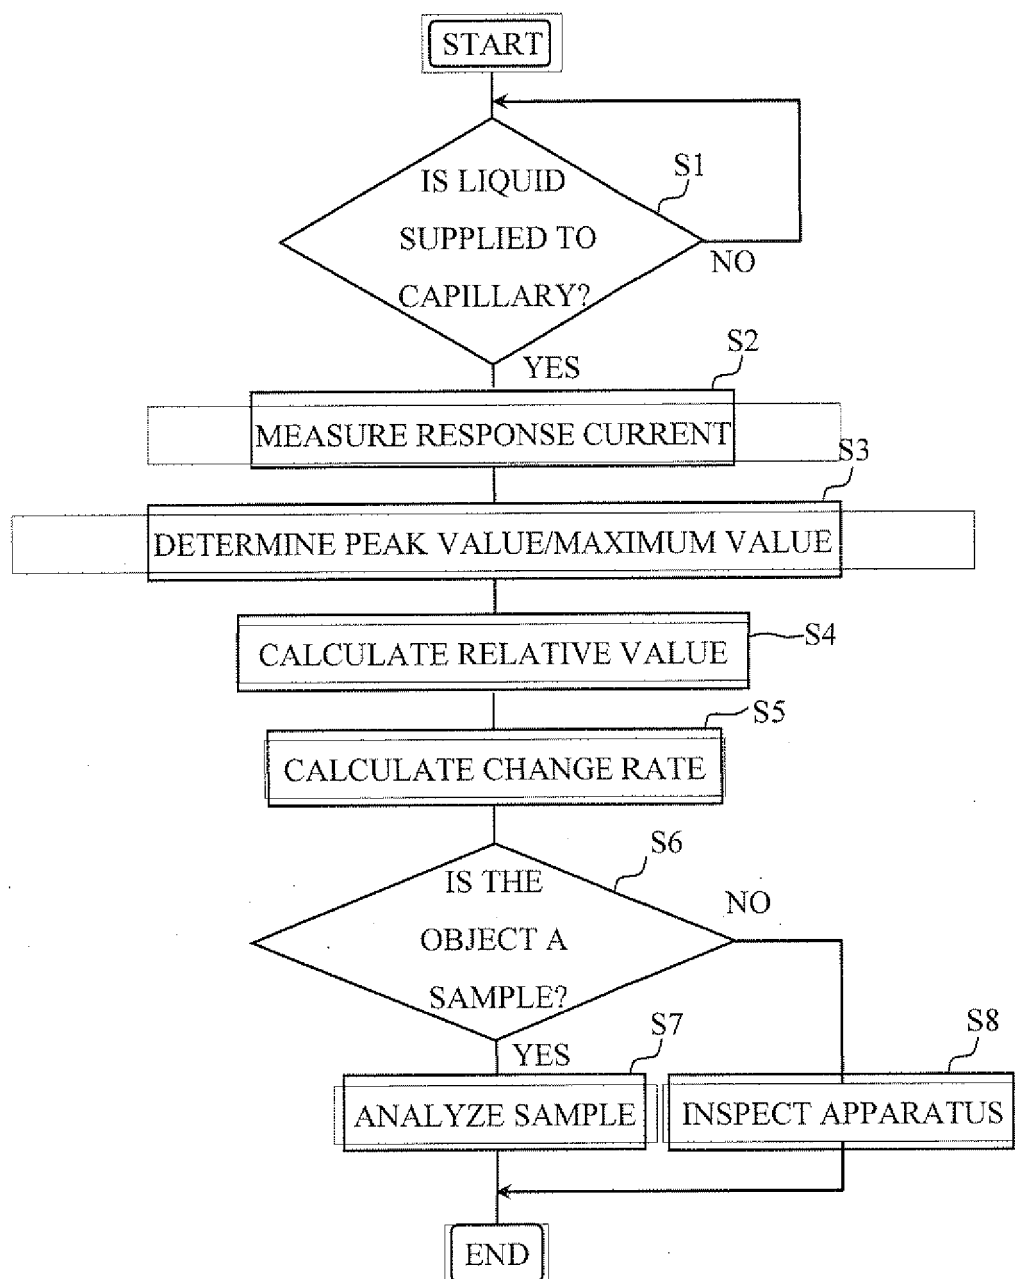 START
IS LIQUID
S1
SUPPLIED TO
NO
CAPILLARY?
S2
YES
MEASURE RESPONSE CURRENT
S3
DETERMINE PEAK VALUE/MAXIMUM VALUE
CALCULATE RELATIVE VALUE
S4
S5
CALCULATE CHANGE RATE
S6
IS THE
NO
OBJECT A
SAMPLE?
S7
S8
YES
ANALYZE SAMPLE
INSPECT APPARATUS
END